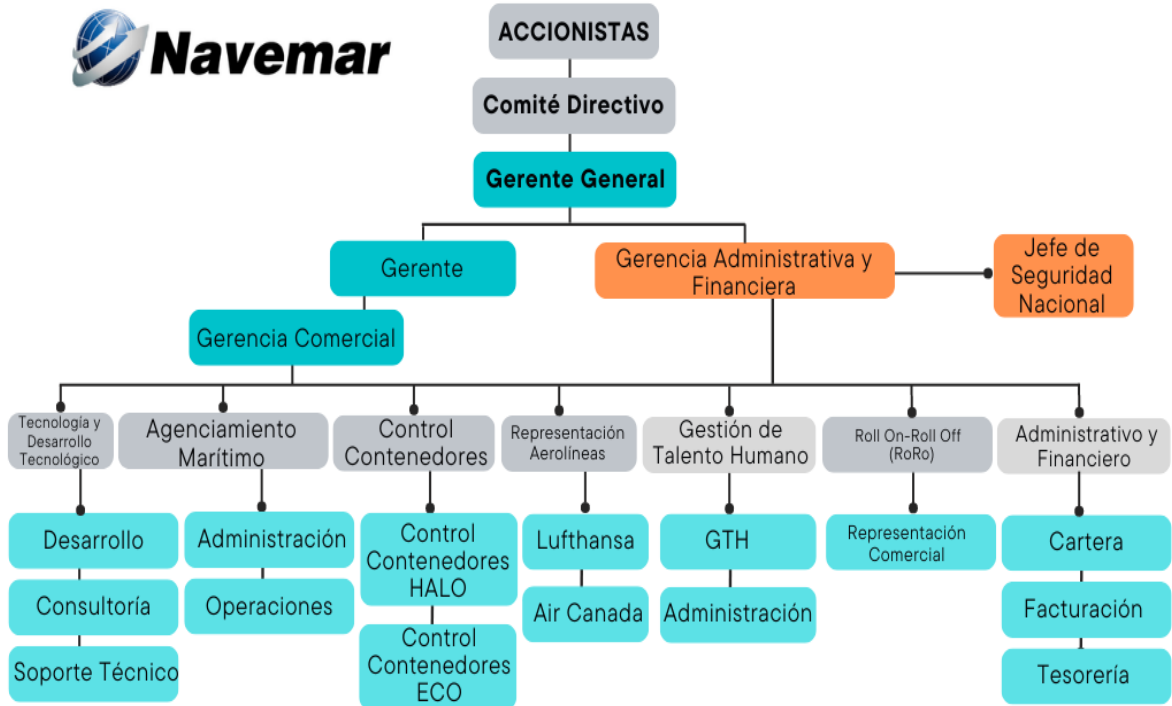 Navemar
ACCIONISTAS
Comité Directivo
Gerente General
Gerente
Gerencia Administrativa y
Financiera
Jefe de
Seguridad
Nacional
Gerencia Comercial
Tecnología y
Desarrollo
Tecnológico
Agenciamiento
Marítimo
Control
Contenedores
Representación
Aerolíneas
Gestión de
Talento Humano
Roll On-Roll Off
(RoRo)
Administrativo y
Financiero
Desarrollo
Consultoría
Soporte Técnico
Administración
Operaciones
Control
Contenedores
HALO
Control
Contenedores
ECO
Lufthansa
Air Canada
GTH
Administración
Representación
Comercial
Cartera
Facturación
Tesorería